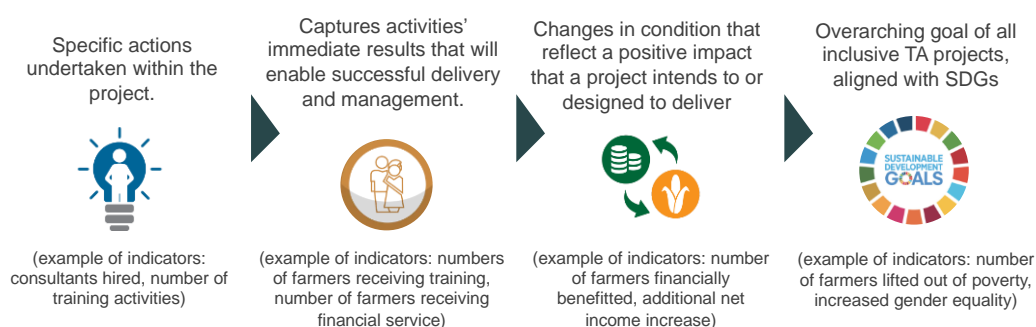 Specific actions
undertaken within the
project.
(example of indicators:
consultants hired, number of
training activities)
Captures activities’
immediate results that will
enable successful delivery
and management.
(example of indicators: numbers
of farmers receiving training,
number of farmers receiving
financial service)
Changes in condition that
reflect a positive impact
that a project intends to or
designed to deliver
(example of indicators: number
of farmers financially
benefitted, additional net
income increase)
Overarching goal of all
inclusive TA projects,
aligned with SDGs
SUSTAINABLE
DEVELOPMENT
GOALS
(example of indicators: number
of farmers lifted out of poverty,
increased gender equality)